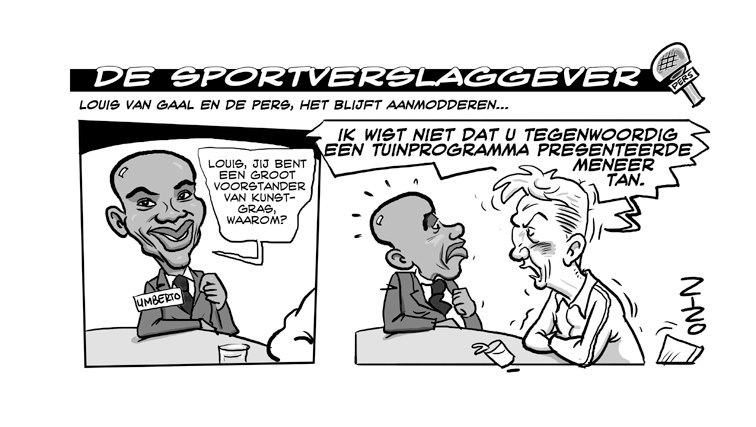 DE SPORTVERSLAGGEVER
PERS
LOUIS VAN GAAL EN DE PERS, HET BLIJFT AANMODDEREN...
LOUIS, JIJ BENT
EEN GROOT
VOORSTANDER
VAN KUNST-
GRAS,
WAAROM?
UMBERTO
IK WIST NIET DAT U TEGENWOORDIG
EEN TUINPROGRAMMA PRESENTEERDE
MENEER
TAN.